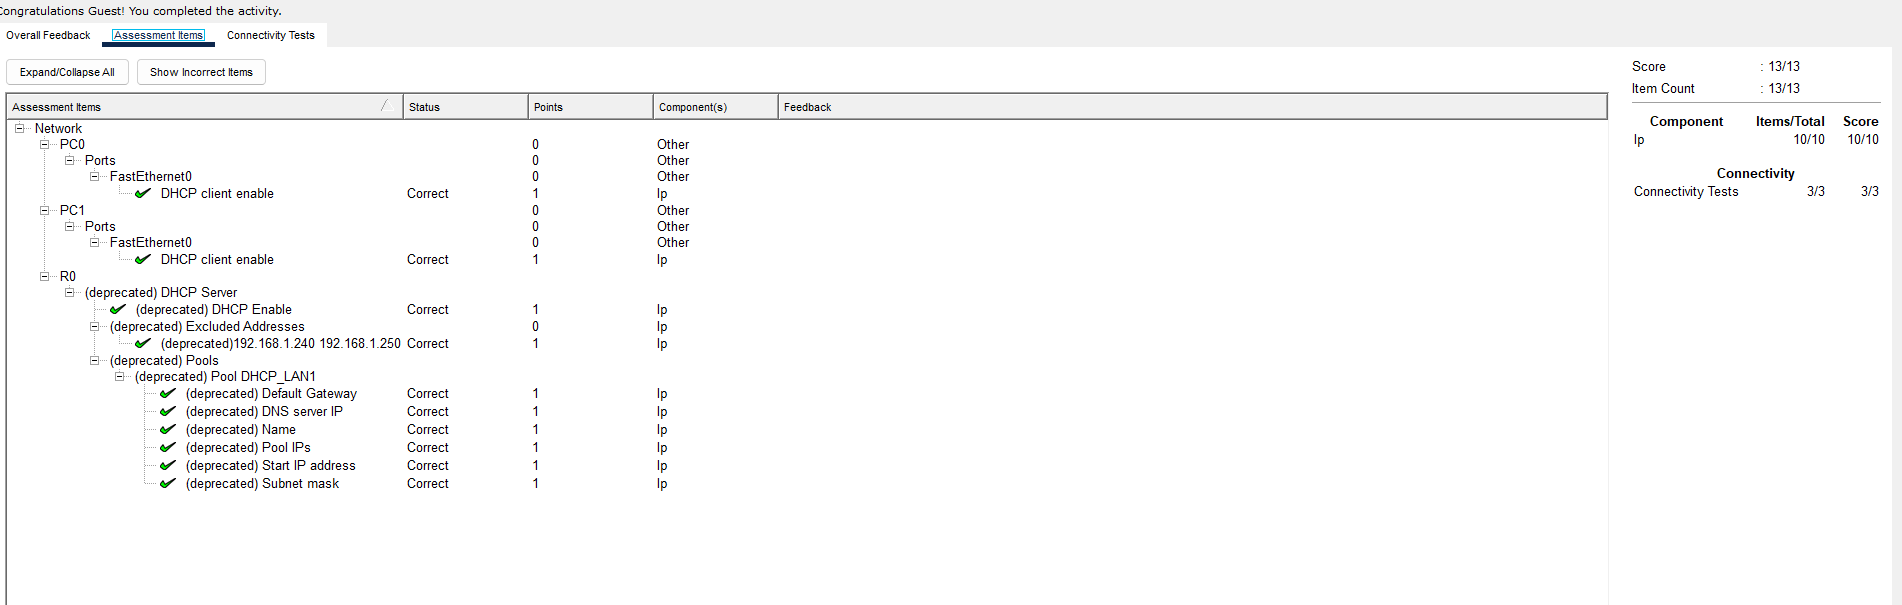 Congratulations Guest! You completed the activity.
Overall Feedback Assessment Items Connectivity Tests
Expand/Collapse All Show Incorrect Items
Score : 13/13
Item Count : 13/13
Assessment Items Status Points Component(s) Feedback
Component Items/Total Score
Ip 10/10 10/10
Connectivity
Connectivity Tests 3/3 3/3
Network
PC0 0 Other
Ports 0 Other
FastEthernet0 0 Other
DHCP client enable Correct 1 Ip
PC1 0 Other
Ports 0 Other
FastEthernet0 0 Other
DHCP client enable Correct 1 Ip
R0
(deprecated) DHCP Server
(deprecated) DHCP Enable Correct 1 Ip
(deprecated) Excluded Addresses 0 Ip
(deprecated)192.168.1.240 192.168.1.250 Correct 1 Ip
(deprecated) Pools
(deprecated) Pool DHCP_LAN1
(deprecated) Default Gateway Correct 1 Ip
(deprecated) DNS server IP Correct 1 Ip
(deprecated) Name Correct 1 Ip
(deprecated) Pool IPs Correct 1 Ip
(deprecated) Start IP address Correct 1 Ip
(deprecated) Subnet mask Correct 1 Ip